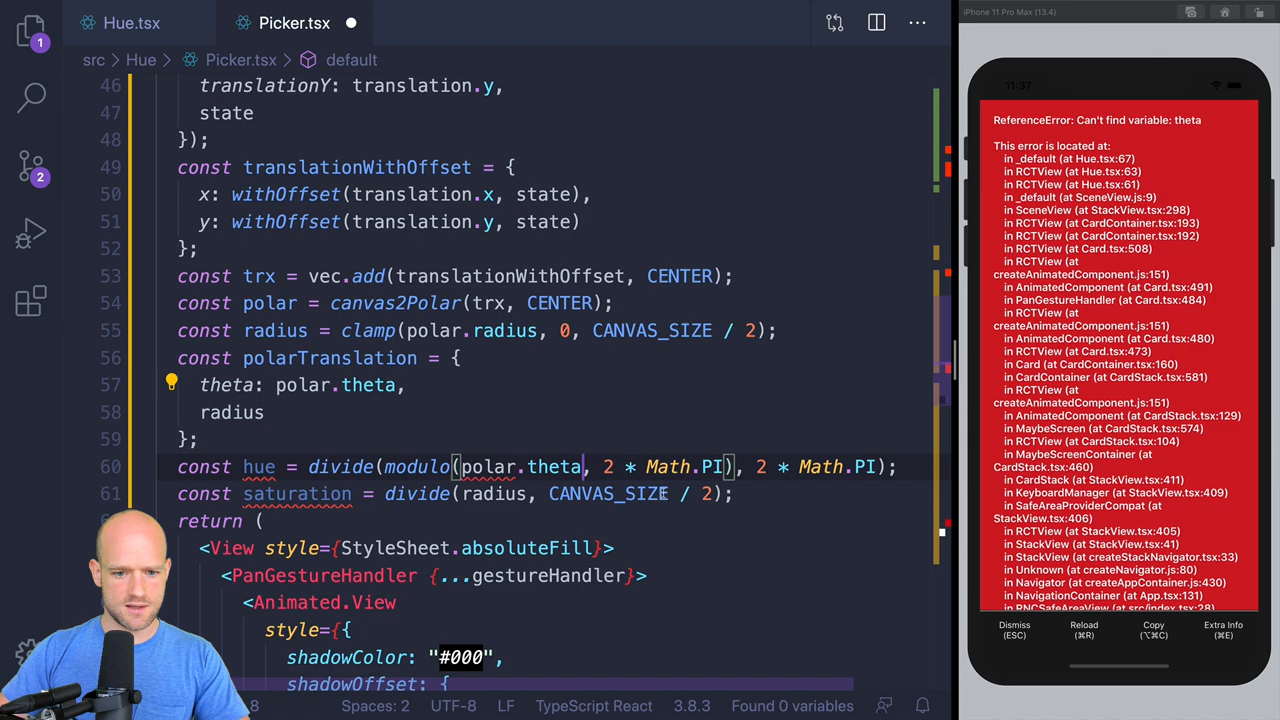 Hue.tsx
Picker.tsx
src > Hue > Picker.tsx > default
46 translationY: translation.y,
47 state
48 });
49 const translationWithOffset = {
50 x: withOffset(translation.x, state),
51 y: withOffset(translation.y, state)
52 };
53 const trx = vec.add(translationWithOffset, CENTER);
54 const polar = canvas2Polar(trx, CENTER);
55 const radius = clamp(polar.radius, 0, CANVAS_SIZE / 2);
56 const polarTranslation = {
57 theta: polar.theta,
58 radius
59 };
60 const hue = divide(modulo(polar.theta, 2 * Math.PI), 2 * Math.PI);
61 const saturation = divide(radius, CANVAS_SIZE / 2);
return (
<View style={StyleSheet.absoluteFill}>
<PanGestureHandler {...gestureHandler}>
<Animated.View
style={{
shadowColor: "#000",
shadowOffset: {
1
2
8
Spaces: 2
UTF-8
LF
TypeScript React
3.8.3
Found 0 variables
iPhone 11 Pro Max (13.4)
11:37
ReferenceError: Can't find variable: theta
This error is located at:
in _default (at Hue.tsx:67)
in RCTView (at Hue.tsx:63)
in RCTView (at Hue.tsx:61)
in _default (at SceneView.js:9)
in SceneView (at StackView.tsx:298)
in RCTView (at CardContainer.tsx:193)
in RCTView (at CardContainer.tsx:192)
in RCTView (at Card.tsx:508)
in RCTView (at
createAnimatedComponent.js:151)
in AnimatedComponent (at Card.tsx:491)
in PanGestureHandler (at Card.tsx:484)
in RCTView (at
createAnimatedComponent.js:151)
in AnimatedComponent (at Card.tsx:480)
in RCTView (at Card.tsx:473)
in Card (at CardContainer.tsx:160)
in CardContainer (at CardStack.tsx:581)
in RCTView (at
createAnimatedComponent.js:151)
in AnimatedComponent (at CardStack.tsx:129)
in MaybeScreen (at CardStack.tsx:574)
in RCTView (at CardStack.tsx:104)
in MaybeScreenContainer (at
CardStack.tsx:460)
in CardStack (at StackView.tsx:411)
in KeyboardManager (at StackView.tsx:409)
in SafeAreaProviderCompat (at
StackView.tsx:406)
in RCTView (at StackView.tsx:405)
in StackView (at StackView.tsx:41)
in StackView (at createStackNavigator.tsx:33)
in Unknown (at createNavigator.js:80)
in Navigator (at createAppContainer.js:430)
in NavigationContainer (at App.tsx:131)
in RNCSafeAreaView (at src/index.tsx:28)
Dismiss
(ESC)
Reload
(⌘R)
Copy
(⌥⌘C)
Extra Info
(⌘E)